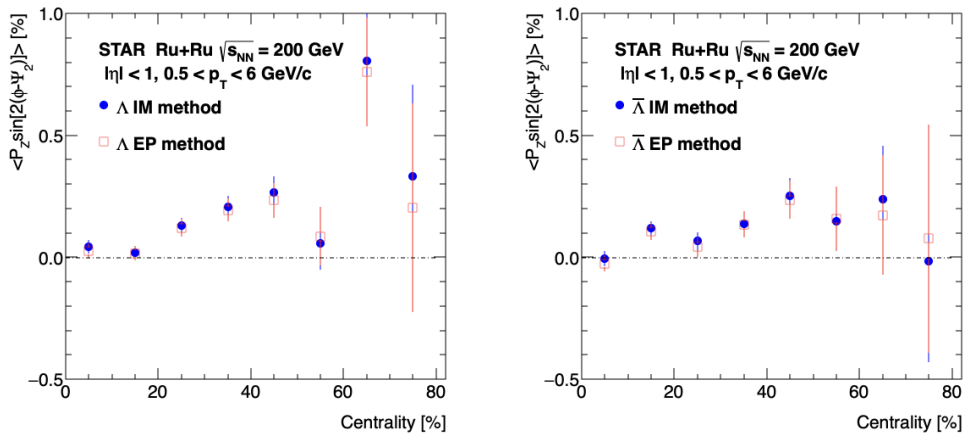 <P_Z sin[2(ϕ-Ψ_2)]> [%]
1.0
0.5
0.0
−0.5
STAR Ru+Ru √s_NN = 200 GeV
|η| < 1, 0.5 < p_T < 6 GeV/c
Λ IM method
Λ EP method
0 20 40 60 80
Centrality [%]
<P_Z sin[2(ϕ-Ψ_2)]> [%]
1.0
0.5
0.0
−0.5
STAR Ru+Ru √s_NN = 200 GeV
|η| < 1, 0.5 < p_T < 6 GeV/c
Λ̅ IM method
Λ̅ EP method
0 20 40 60 80
Centrality [%]